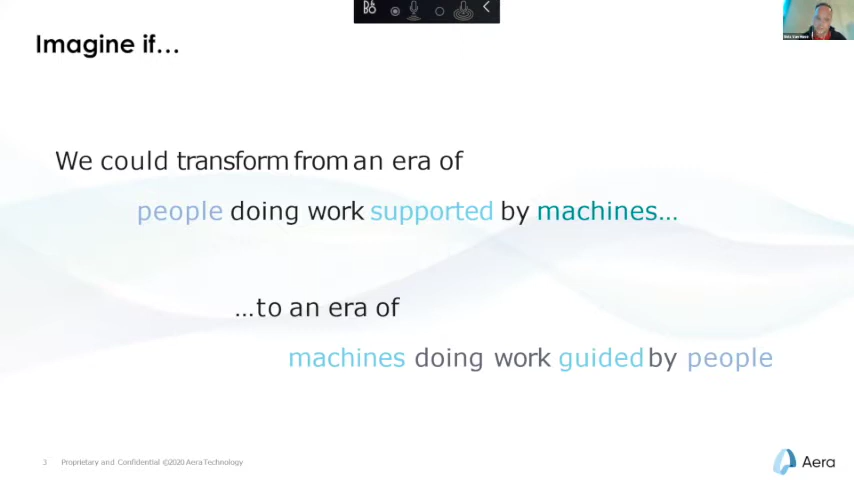 Imagine if…
We could transform from an era of
people doing work supported by machines…
…to an era of
machines doing work guided by people
3 Proprietary and Confidential ©2020 Aera Technology
Aera